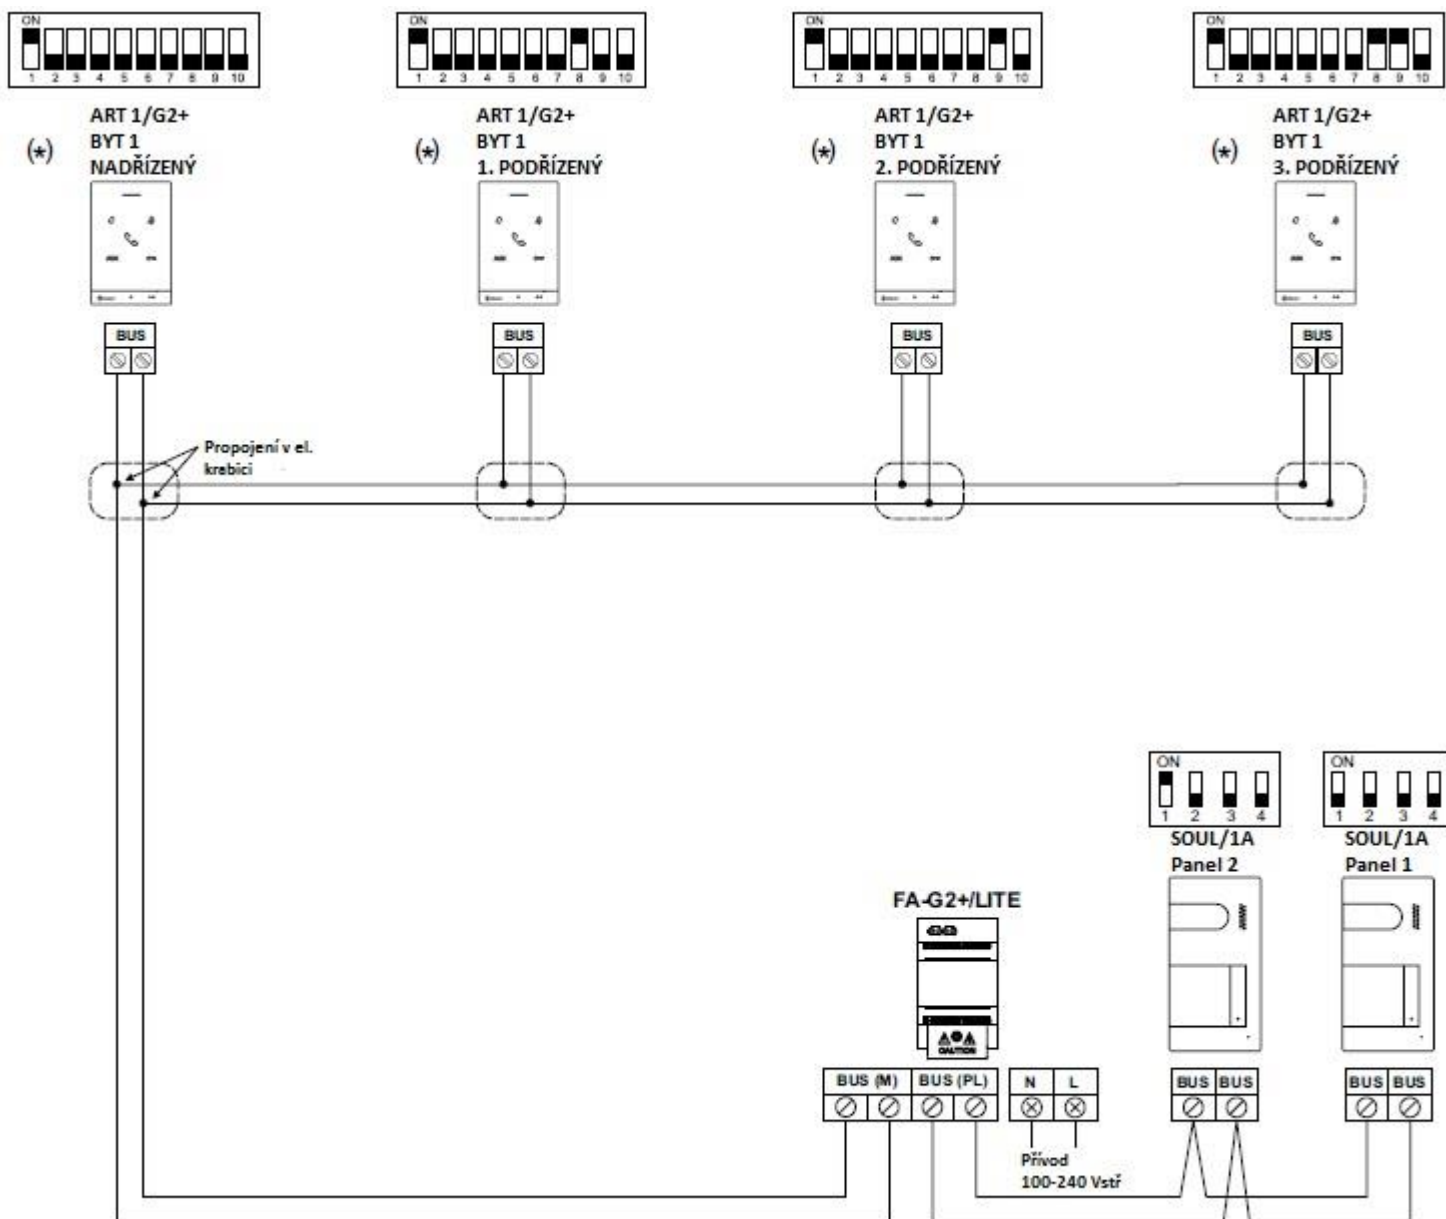 ON
1 2 3 4 5 6 7 8 9 10
ON
1 2 3 4 5 6 7 8 9 10
ON
1 2 3 4 5 6 7 8 9 10
ON
1 2 3 4 5 6 7 8 9 10
(*)
ART 1/G2+
BYT 1
NADŘÍZENÝ
(*)
ART 1/G2+
BYT 1
1. PODŘÍZENÝ
(*)
ART 1/G2+
BYT 1
2. PODŘÍZENÝ
(*)
ART 1/G2+
BYT 1
3. PODŘÍZENÝ
BUS
BUS
BUS
BUS
Propojení v el.
krabici
ON
1 2 3 4
SOUL/1A
Panel 2
ON
1 2 3 4
SOUL/1A
Panel 1
FA-G2+/LITE
CAUTION
BUS (M) BUS (PL) N L
BUS BUS
BUS BUS
Přívod
100-240 Vstř